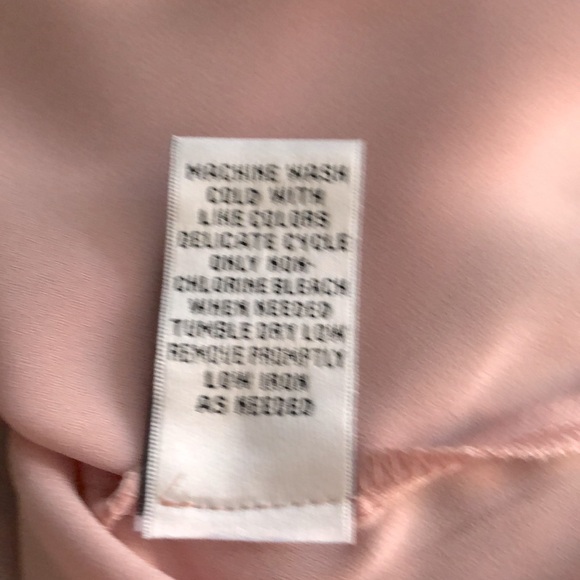 MACHINE WASH
COLD WITH
LIKE COLORS
DELICATE CYCLE
ONLY NON-
CHLORINE BLEACH
WHEN NEEDED
TUMBLE DRY LOW
REMOVE PROMPTLY
LOW IRON
AS NEEDED